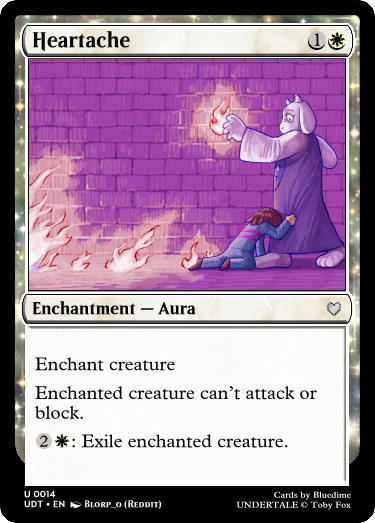 Heartache 1
Enchantment — Aura
Enchant creature
Enchanted creature can't attack or
block.
2 : Exile enchanted creature.
U 0014 Cards by Bluedime
UDT • EN Blorp_o (Reddit) UNDERTALE © Toby Fox